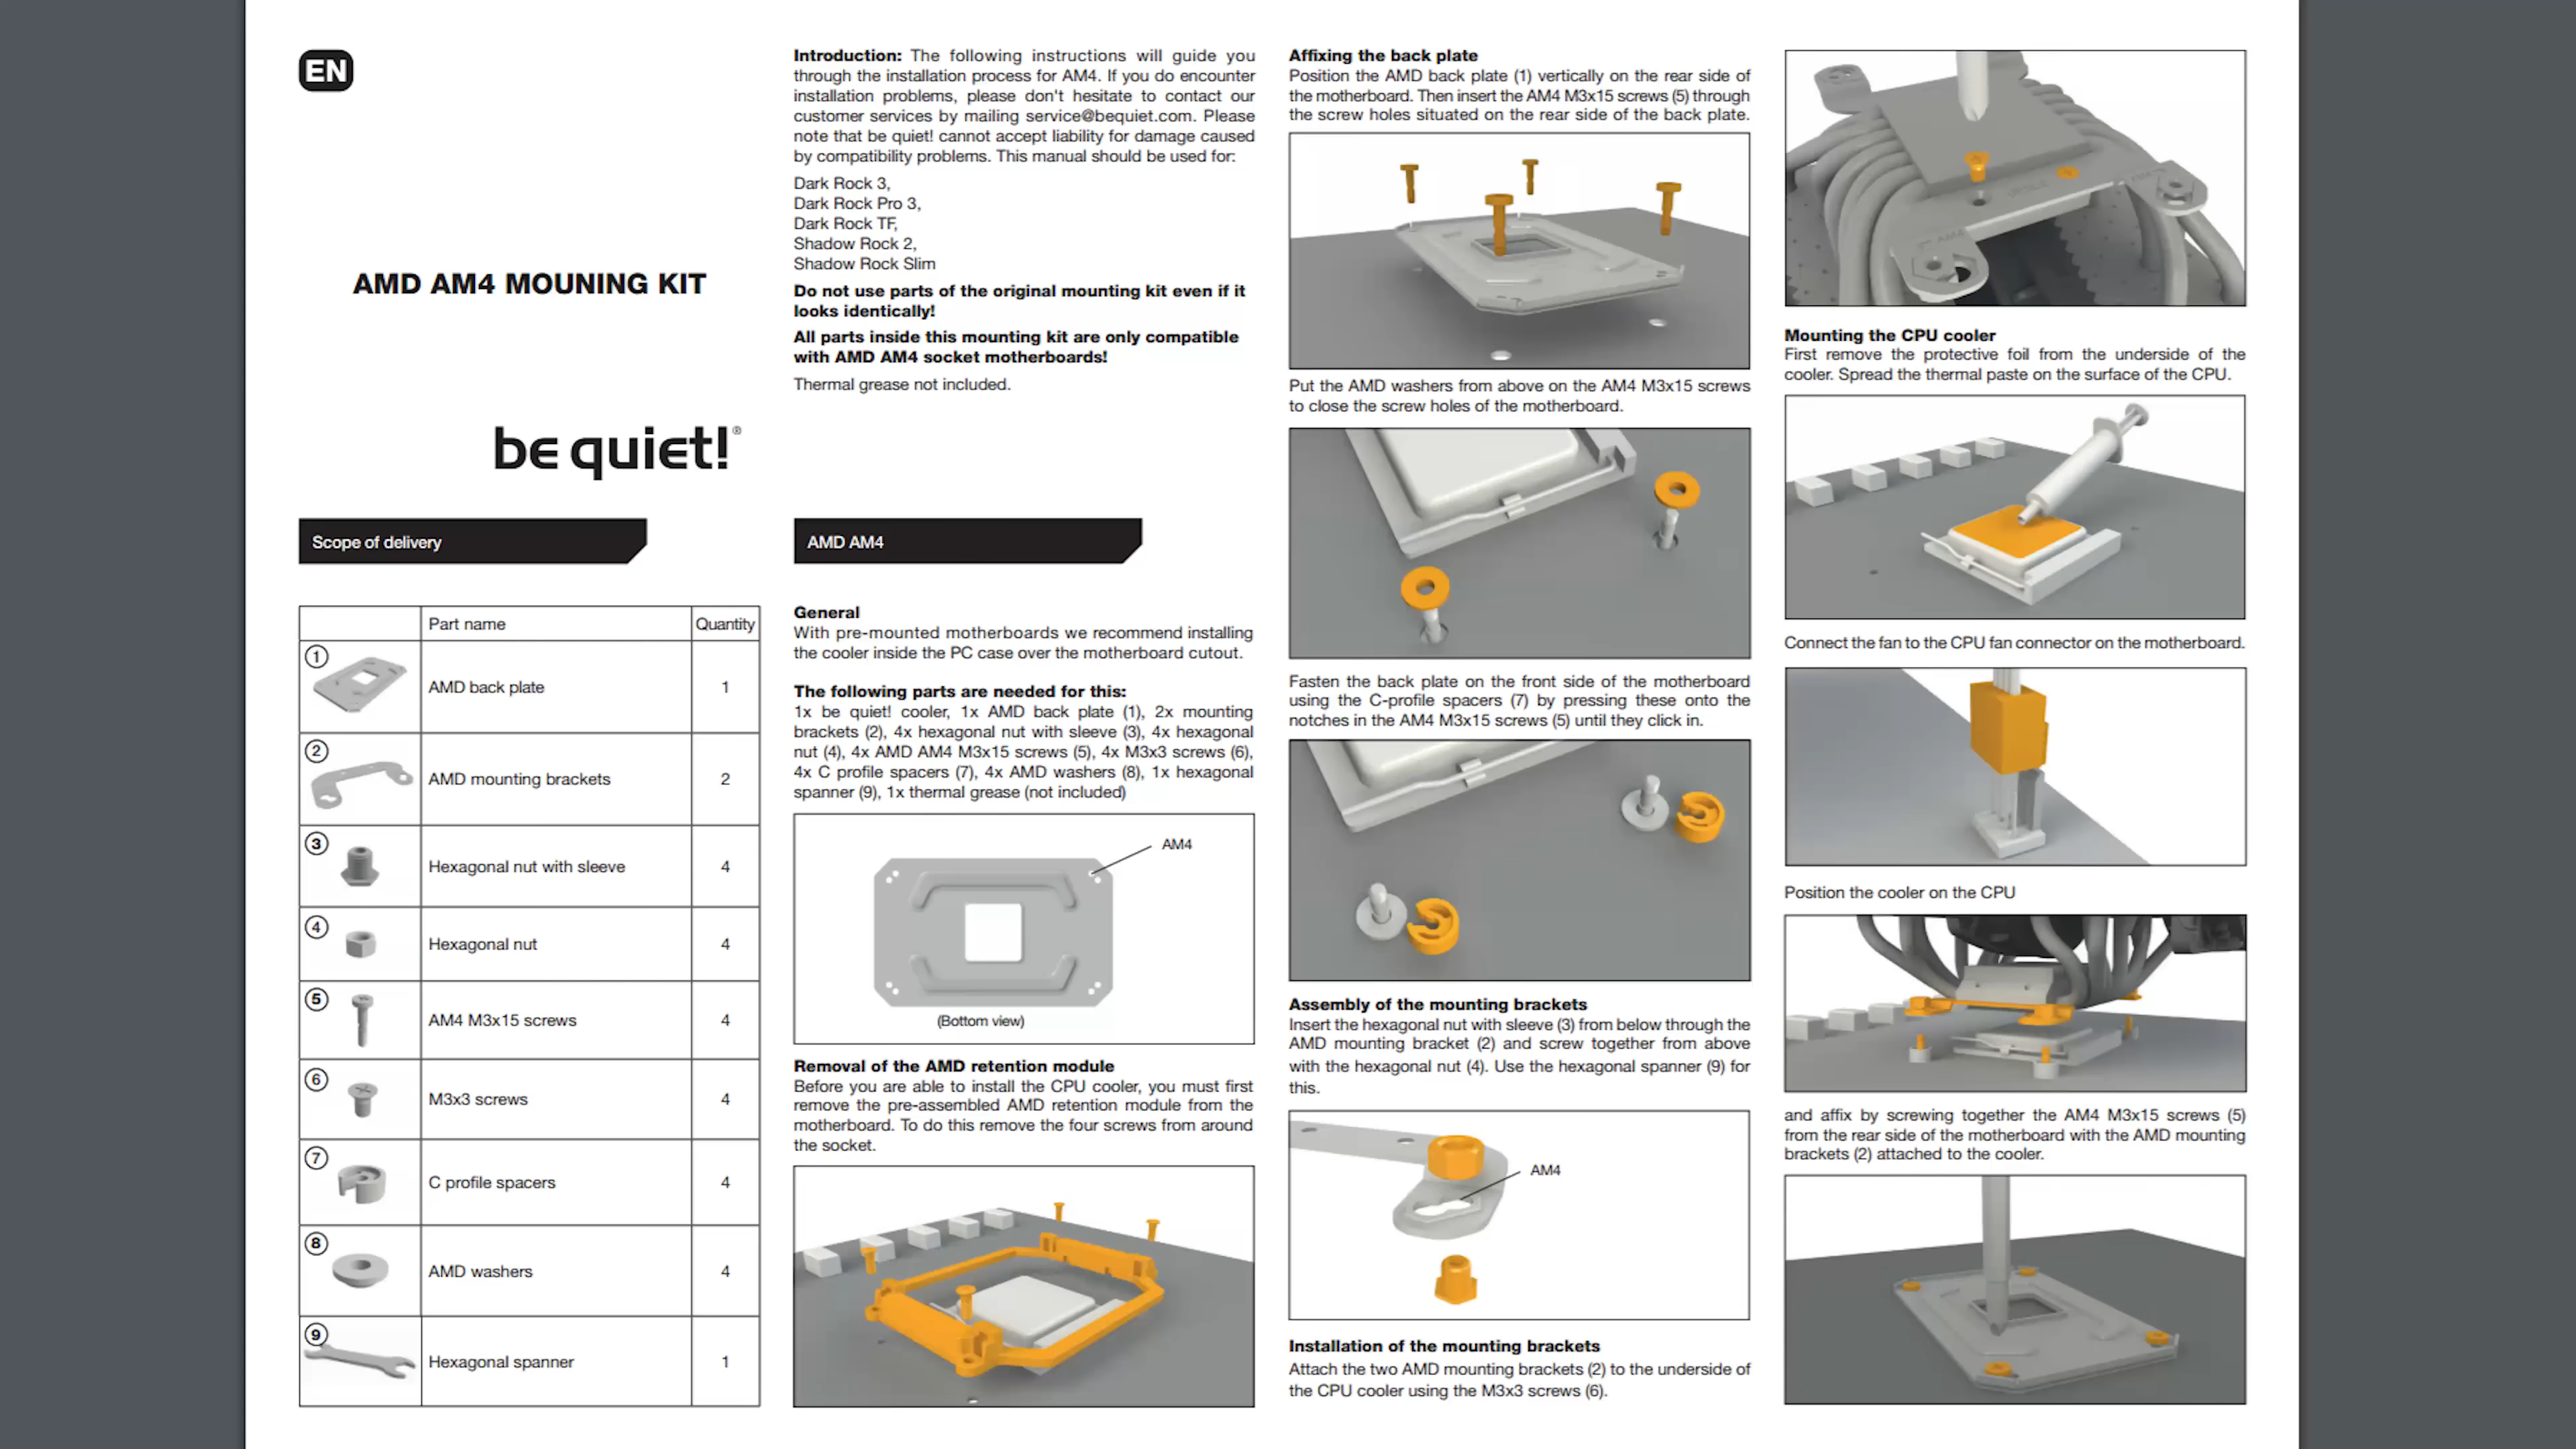 EN
AMD AM4 MOUNING KIT
be quiet!®
Scope of delivery
Part name Quantity
1 AMD back plate 1
2 AMD mounting brackets 2
3 Hexagonal nut with sleeve 4
4 Hexagonal nut 4
5 AM4 M3x15 screws 4
6 M3x3 screws 4
7 C profile spacers 4
8 AMD washers 4
9 Hexagonal spanner 1
Introduction: The following instructions will guide you
through the installation process for AM4. If you do encounter
installation problems, please don't hesitate to contact our
customer services by mailing service@bequiet.com. Please
note that be quiet! cannot accept liability for damage caused
by compatibility problems. This manual should be used for:
Dark Rock 3,
Dark Rock Pro 3,
Dark Rock TF,
Shadow Rock 2,
Shadow Rock Slim
Do not use parts of the original mounting kit even if it
looks identically!
All parts inside this mounting kit are only compatible
with AMD AM4 socket motherboards!
Thermal grease not included.
AMD AM4
General
With pre-mounted motherboards we recommend installing
the cooler inside the PC case over the motherboard cutout.
The following parts are needed for this:
1x be quiet! cooler, 1x AMD back plate (1), 2x mounting
brackets (2), 4x hexagonal nut with sleeve (3), 4x hexagonal
nut (4), 4x AMD AM4 M3x15 screws (5), 4x M3x3 screws (6),
4x C profile spacers (7), 4x AMD washers (8), 1x hexagonal
spanner (9), 1x thermal grease (not included)
AM4
(Bottom view)
Removal of the AMD retention module
Before you are able to install the CPU cooler, you must first
remove the pre-assembled AMD retention module from the
motherboard. To do this remove the four screws from around
the socket.
Affixing the back plate
Position the AMD back plate (1) vertically on the rear side of
the motherboard. Then insert the AM4 M3x15 screws (5) through
the screw holes situated on the rear side of the back plate.
Put the AMD washers from above on the AM4 M3x15 screws
to close the screw holes of the motherboard.
Fasten the back plate on the front side of the motherboard
using the C-profile spacers (7) by pressing these onto the
notches in the AM4 M3x15 screws (5) until they click in.
Assembly of the mounting brackets
Insert the hexagonal nut with sleeve (3) from below through the
AMD mounting bracket (2) and screw together from above
with the hexagonal nut (4). Use the hexagonal spanner (9) for
this.
AM4
Installation of the mounting brackets
Attach the two AMD mounting brackets (2) to the underside of
the CPU cooler using the M3x3 screws (6).
Mounting the CPU cooler
First remove the protective foil from the underside of the
cooler. Spread the thermal paste on the surface of the CPU.
Connect the fan to the CPU fan connector on the motherboard.
Position the cooler on the CPU
and affix by screwing together the AM4 M3x15 screws (5)
from the rear side of the motherboard with the AMD mounting
brackets (2) attached to the cooler.